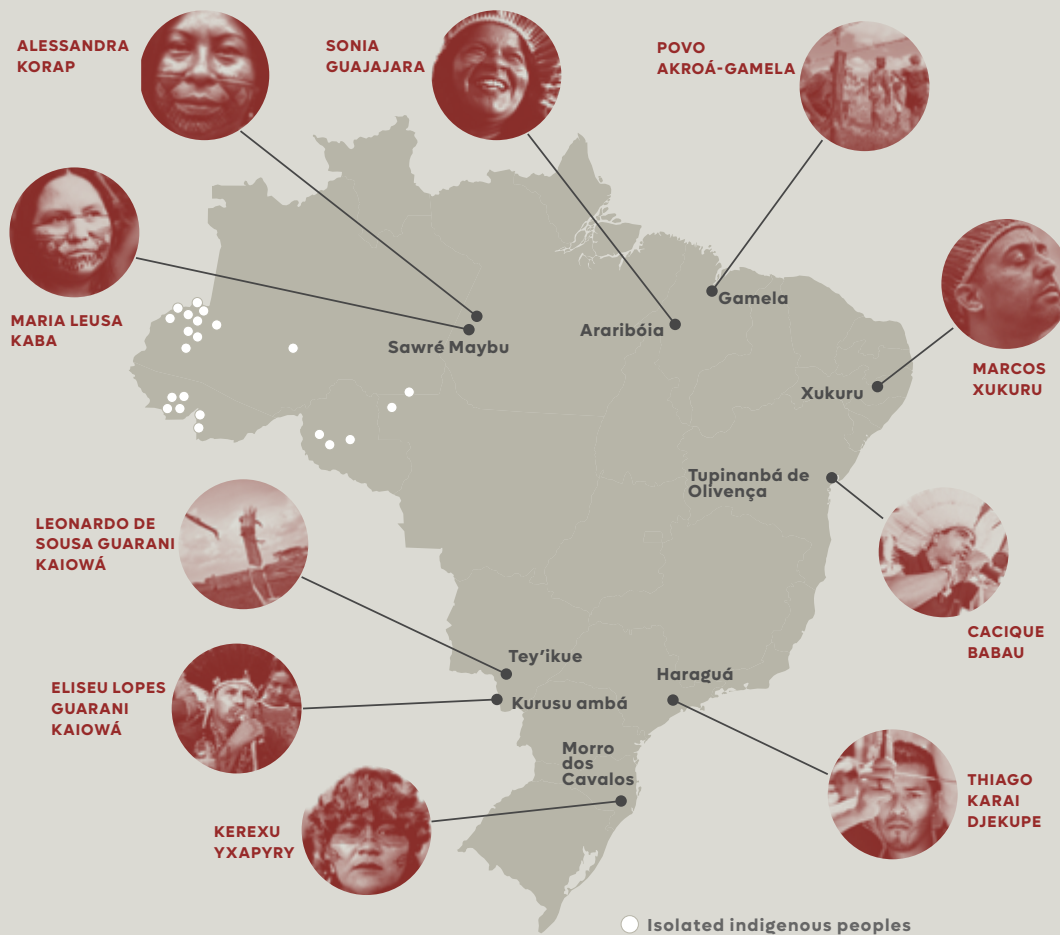 ALESSANDRA
KORAP
SONIA
GUAJAJARA
POVO
AKROÁ-GAMELA
MARIA LEUSA
KABA
Gamela
Araribóia
Sawré Maybu
MARCOS
XUKURU
Xukuru
Tupinanbá de
Olivença
LEONARDO DE
SOUSA GUARANI
KAIOWÁ
CACIQUE
BABAU
Tey’ikue
Haraguá
ELISEU LOPES
GUARANI
KAIOWÁ
Kurusu ambá
Morro
dos
Cavalos
THIAGO
KARAI
DJEKUPE
KEREXU
YXAPYRY
Isolated indigenous peoples